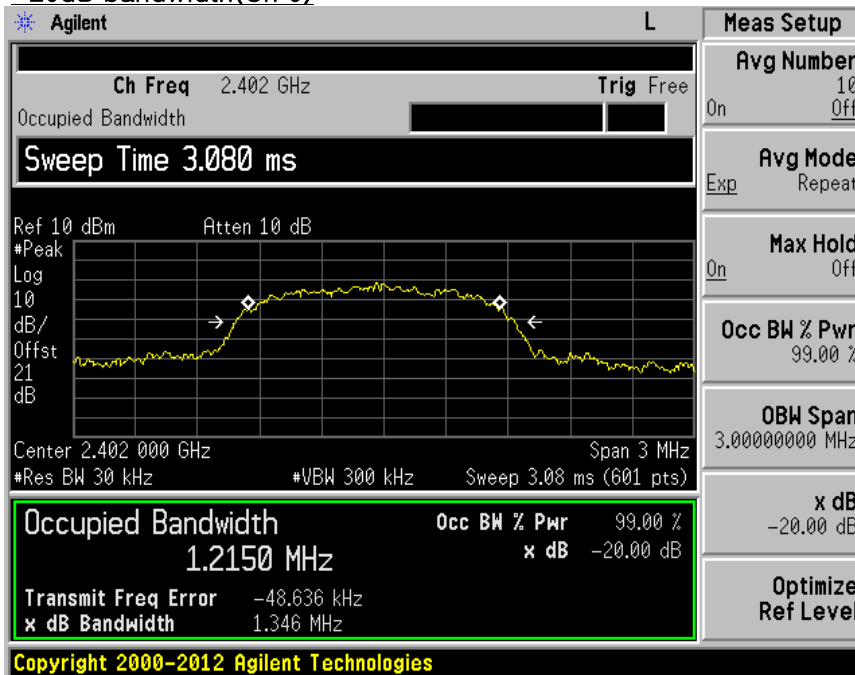 Agilent L
Ch Freq 2.402 GHz Trig Free
Occupied Bandwidth
Sweep Time 3.080 ms
Ref 10 dBm Atten 10 dB
#Peak
Log
10
dB/
Offst
21
dB
Center 2.402 000 GHz Span 3 MHz
#Res BW 30 kHz #VBW 300 kHz Sweep 3.08 ms (601 pts)
Occupied Bandwidth Occ BW % Pwr 99.00 %
1.2150 MHz x dB -20.00 dB
Transmit Freq Error -48.636 kHz
x dB Bandwidth 1.346 MHz
Copyright 2000-2012 Agilent Technologies
Meas Setup
Avg Number
10
On Off
Avg Mode
Exp Repeat
Max Hold
On Off
Occ BW % Pwr
99.00 %
OBW Span
3.00000000 MHz
x dB
-20.00 dB
Optimize
Ref Level